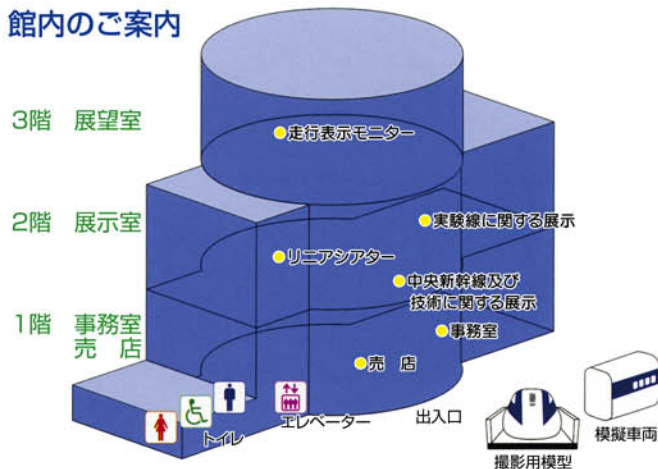 館内のご案内
3階 展望室
走行表示モニター
2階 展示室
実験線に関する展示
リニアシアター
中央新幹線及び
技術に関する展示
1階 事務室
売 店
事務室
売 店
トイレ
エレベーター
出入口
撮影用模型
模擬車両